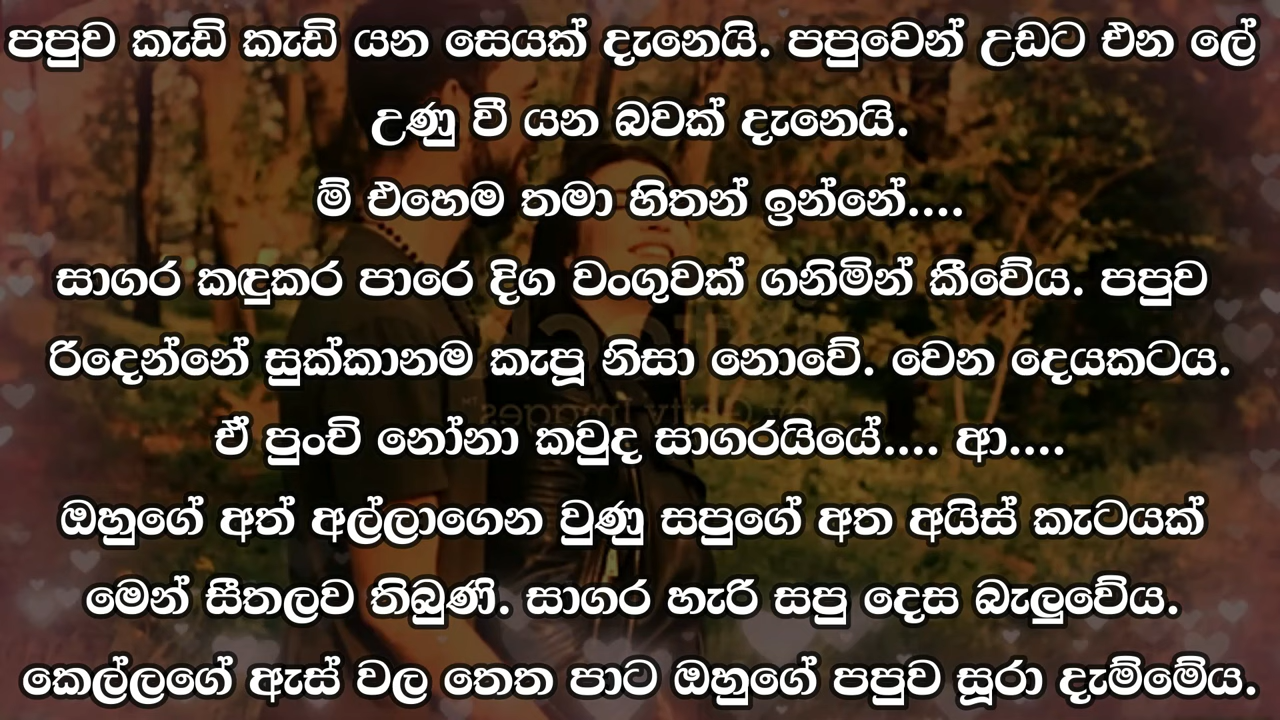 පපුව කැඩි කැඩි යන සෙයක් දැනෙයි. පපුවෙන් උඩට එන ලේ
උණු වී යන බවක් දැනෙයි.
ම් එහෙම තමා හිතන් ඉන්නේ....
සාගර කඳුකර පාරෙ දිග වංගුවක් ගනිමින් කීවේය. පපුව
රිදෙන්නේ සුක්කානම කැපූ නිසා නොවේ. වෙන දෙයකටය.
ඒ පුංචි නෝනා කවුද සාගරයියේ.... ආ....
ඔහුගේ අත් අල්ලාගෙන වුණු සපුගේ අත අයිස් කැටයක්
මෙන් සීතලව තිබුණි. සාගර හැරි සපු දෙස බැලුවේය.
කෙල්ලගේ ඇස් වල තෙත පාට ඔහුගේ පපුව සූරා දැම්මේය.